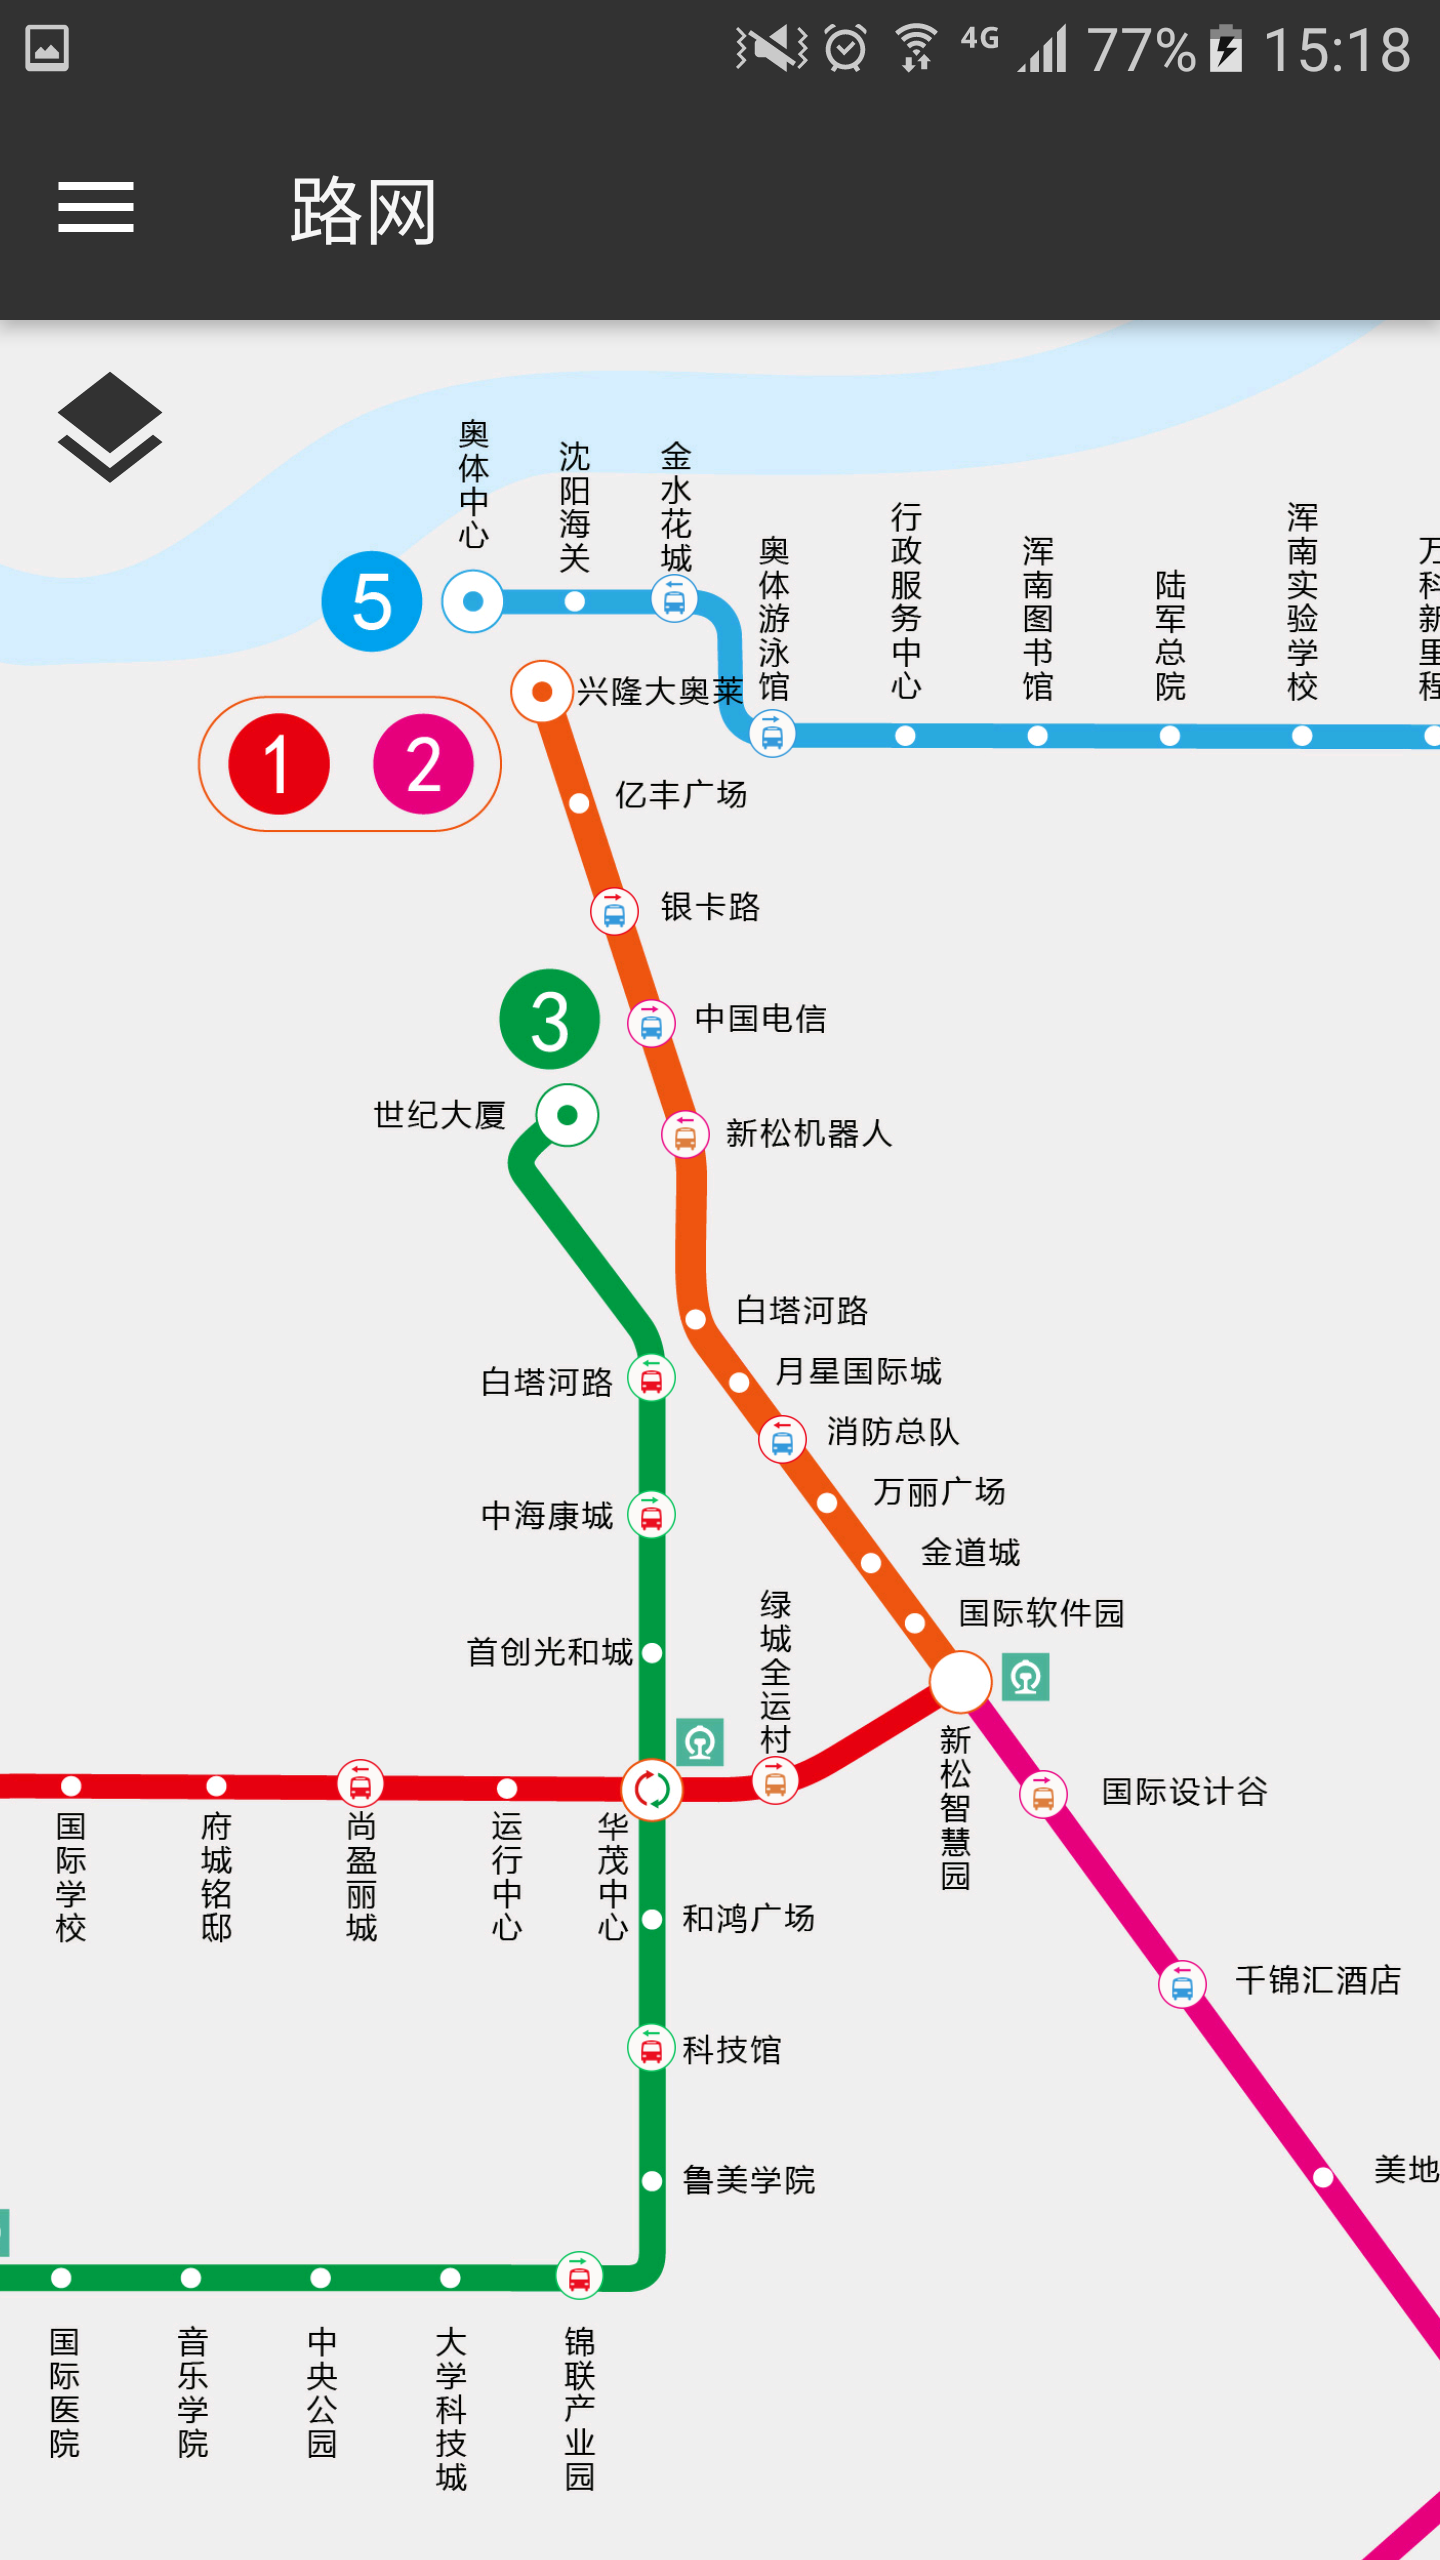 4G 77% 15:18
路网
奥体中心
沈阳海关
金水花城
奥体游泳馆
行政服务中心
浑南图书馆
陆军总院
浑南实验学校
万科新里程
5
兴隆大奥莱
1 2
亿丰广场
银卡路
中国电信
3
世纪大厦
新松机器人
白塔河路
月星国际城
白塔河路
消防总队
万丽广场
中海康城
金道城
国际软件园
绿城全运村
首创光和城
新松智慧园
国际设计谷
国际学校
府城铭邸
尚盈丽城
运行中心
华茂中心
和鸿广场
千锦汇酒店
科技馆
美地
鲁美学院
国际医院
音乐学院
中央公园
大学科技城
锦联产业园